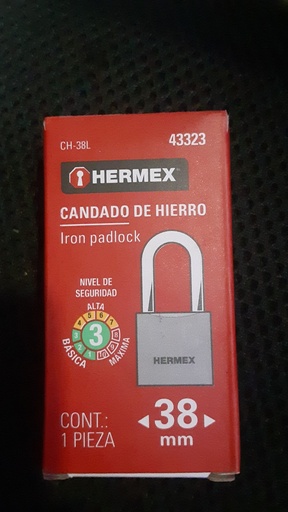 CH-38L 43323
HERMEX
CANDADO DE HIERRO
Iron padlock
NIVEL DE
SEGURIDAD
ALTA
3
BÁSICA
MÁXIMA
HERMEX
CONT.:
1 PIEZA
38
mm